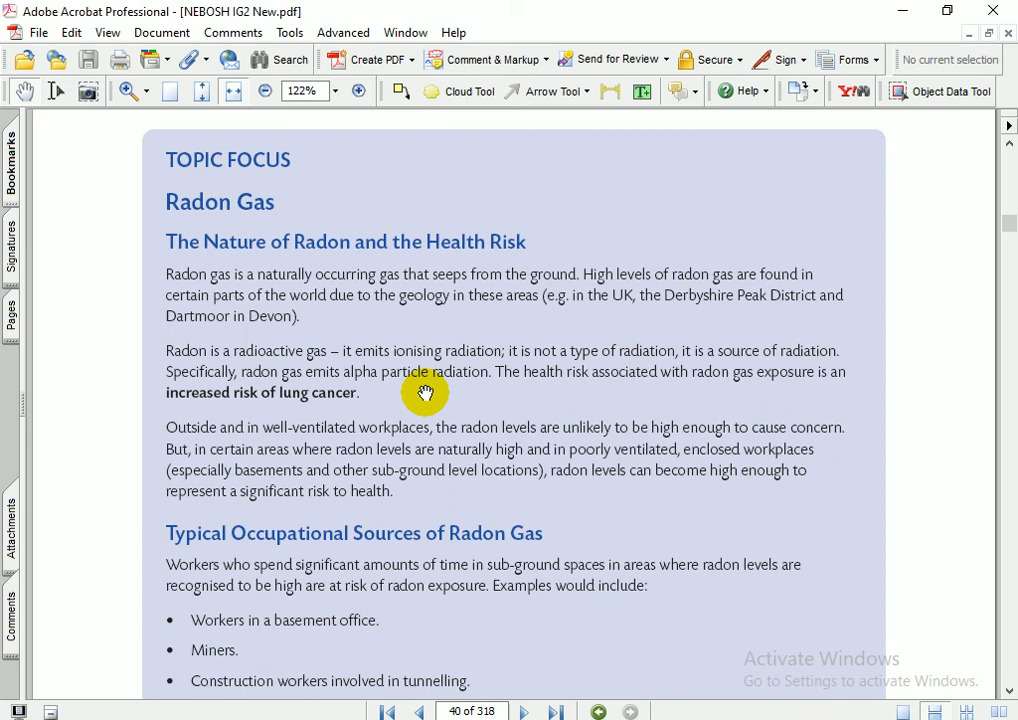 Adobe Acrobat Professional - [NEBOSH IG2 New.pdf]
File Edit View Document Comments Tools Advanced Window Help
Search Create PDF Comment & Markup Send for Review Secure Sign Forms No current selection
122% Cloud Tool Arrow Tool T Help Y! Object Data Tool
Bookmarks
Signatures
Pages
Attachments
Comments
TOPIC FOCUS
Radon Gas
The Nature of Radon and the Health Risk
Radon gas is a naturally occurring gas that seeps from the ground. High levels of radon gas are found in
certain parts of the world due to the geology in these areas (e.g. in the UK, the Derbyshire Peak District and
Dartmoor in Devon).
Radon is a radioactive gas – it emits ionising radiation; it is not a type of radiation, it is a source of radiation.
Specifically, radon gas emits alpha particle radiation. The health risk associated with radon gas exposure is an
increased risk of lung cancer.
Outside and in well-ventilated workplaces, the radon levels are unlikely to be high enough to cause concern.
But, in certain areas where radon levels are naturally high and in poorly ventilated, enclosed workplaces
(especially basements and other sub-ground level locations), radon levels can become high enough to
represent a significant risk to health.
Typical Occupational Sources of Radon Gas
Workers who spend significant amounts of time in sub-ground spaces in areas where radon levels are
recognised to be high are at risk of radon exposure. Examples would include:
• Workers in a basement office.
• Miners.
• Construction workers involved in tunnelling.
Activate Windows
Go to Settings to activate Windows.
40 of 318